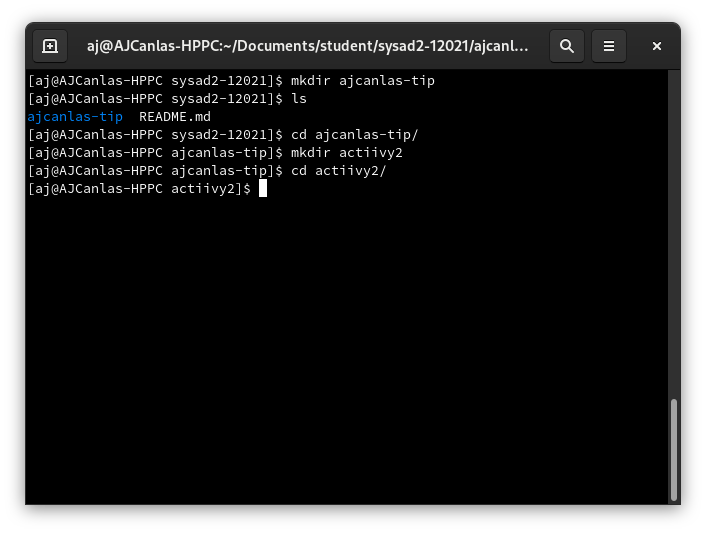 aj@AJCanlas-HPPC:~/Documents/student/sysad2-12021/ajcanl...
[aj@AJCanlas-HPPC sysad2-12021]$ mkdir ajcanlas-tip
[aj@AJCanlas-HPPC sysad2-12021]$ ls
ajcanlas-tip  README.md
[aj@AJCanlas-HPPC sysad2-12021]$ cd ajcanlas-tip/
[aj@AJCanlas-HPPC ajcanlas-tip]$ mkdir actiivy2
[aj@AJCanlas-HPPC ajcanlas-tip]$ cd actiivy2/
[aj@AJCanlas-HPPC actiivy2]$